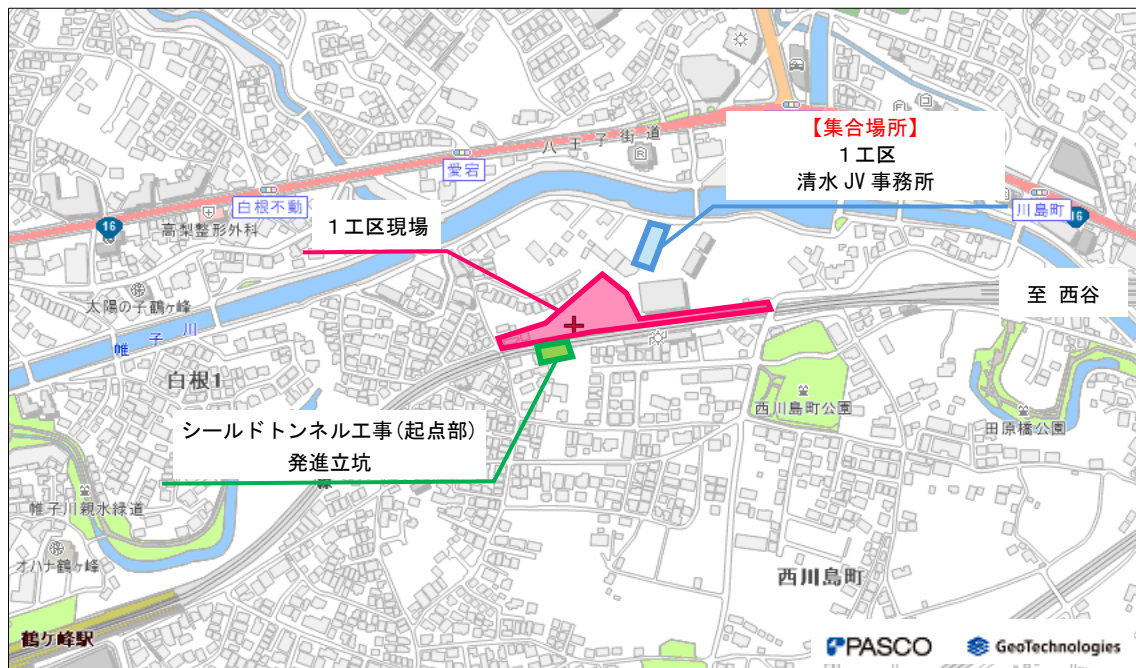 【集合場所】
1工区
清水 JV 事務所
八王子街道
愛宕
白根不動
16
高梨整形外科
川島町
16
1工区現場
至 西谷
太陽の子鶴ヶ峰
帷子川
白根1
西川島町公園
田原橋公園
シールドトンネル工事(起点部)
発進立坑
帷子川親水緑道
オハナ鶴ヶ峰
西川島町
鶴ケ峰駅
PASCO
GeoTechnologies